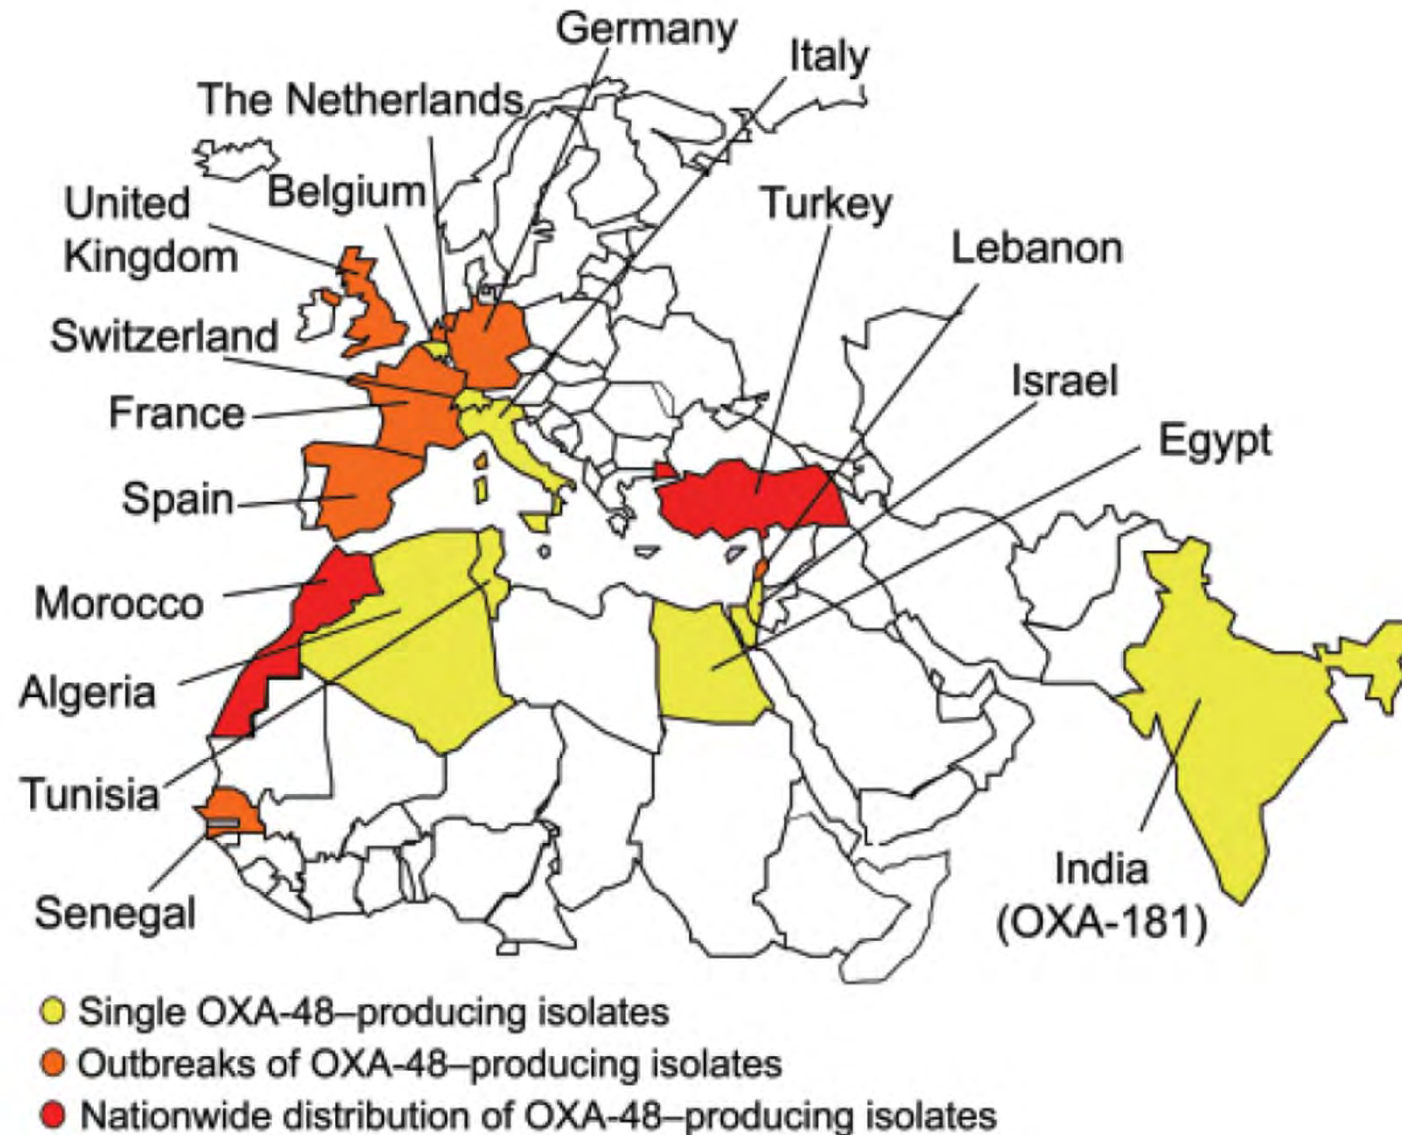 Germany
Italy
The Netherlands
Belgium
United
Kingdom
Turkey
Lebanon
Switzerland
Israel
France
Egypt
Spain
Morocco
Algeria
Tunisia
India
(OXA-181)
Senegal
Single OXA-48–producing isolates
Outbreaks of OXA-48–producing isolates
Nationwide distribution of OXA-48–producing isolates